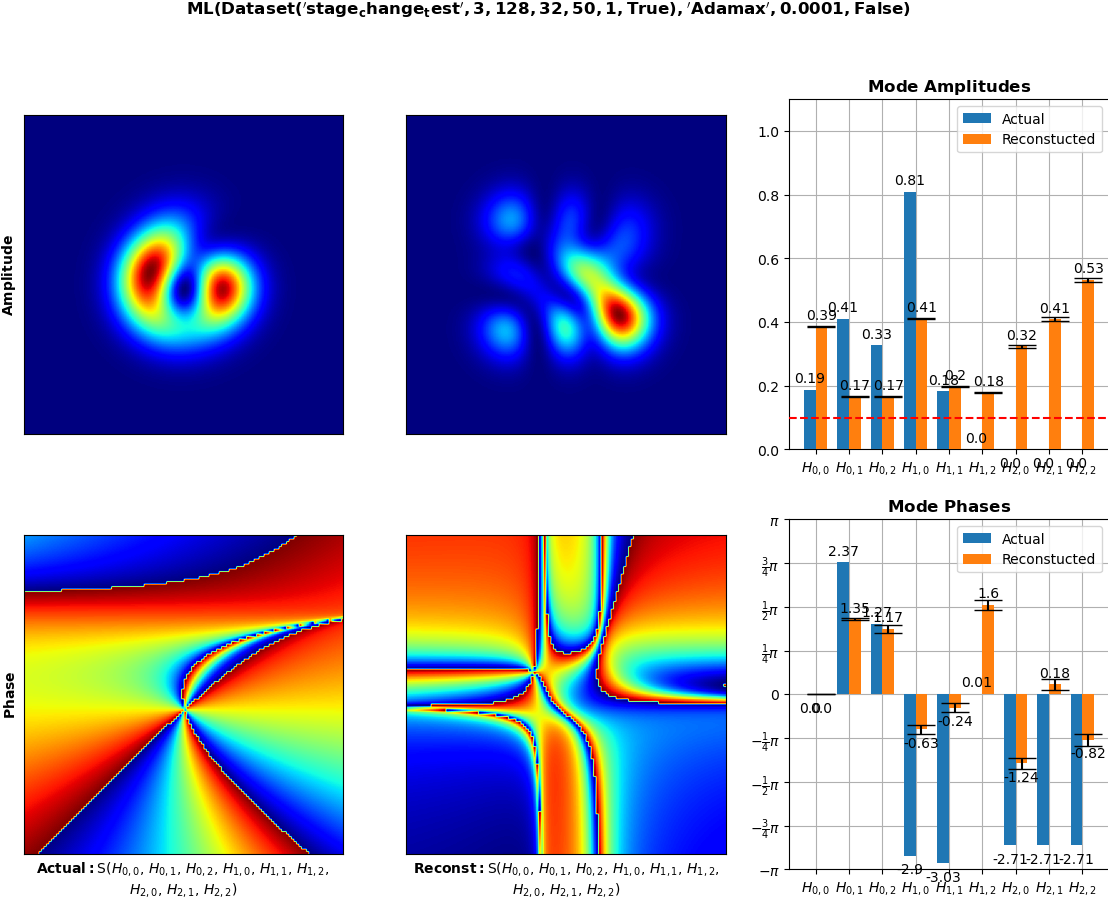 ML(Dataset('stage_change_test', 3, 128, 32, 50, 1, True), 'Adamax', 0.0001, False)
Amplitude
Mode Amplitudes
Actual
Reconstucted
1.0
0.8
0.6
0.4
0.2
0.0
0.19
0.39
0.41
0.17
0.33
0.17
0.81
0.41
0.18
0.2
0.0
0.18
0.0
0.32
0.0
0.41
0.0
0.53
H0,0 H0,1 H0,2 H1,0 H1,1 H1,2 H2,0 H2,1 H2,2
Phase
Mode Phases
Actual
Reconstucted
π
3/4π
1/2π
1/4π
0
−1/4π
−1/2π
−3/4π
−π
0.0
0.0
2.37
1.35
1.27
1.17
-2.9
-0.63
-3.03
-0.24
0.01
1.6
-2.71
-1.24
-2.71
0.18
-2.71
-0.82
H0,0 H0,1 H0,2 H1,0 H1,1 H1,2 H2,0 H2,1 H2,2
Actual: S(H0,0, H0,1, H0,2, H1,0, H1,1, H1,2,
H2,0, H2,1, H2,2)
Reconst: S(H0,0, H0,1, H0,2, H1,0, H1,1, H1,2,
H2,0, H2,1, H2,2)